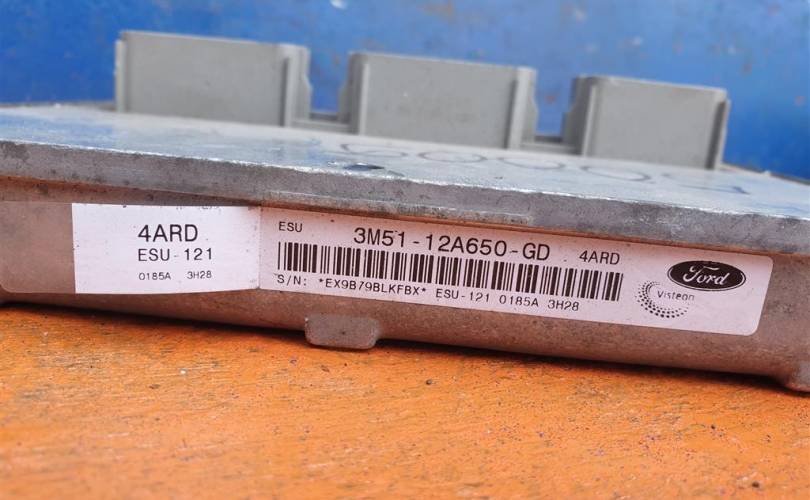 4ARD
ESU-121
0185A 3H28
ESU
3M51-12A650-GD 4ARD
S/N: *EX9B79BLKFBX* ESU-121 0185A 3H28
Ford
Visteon